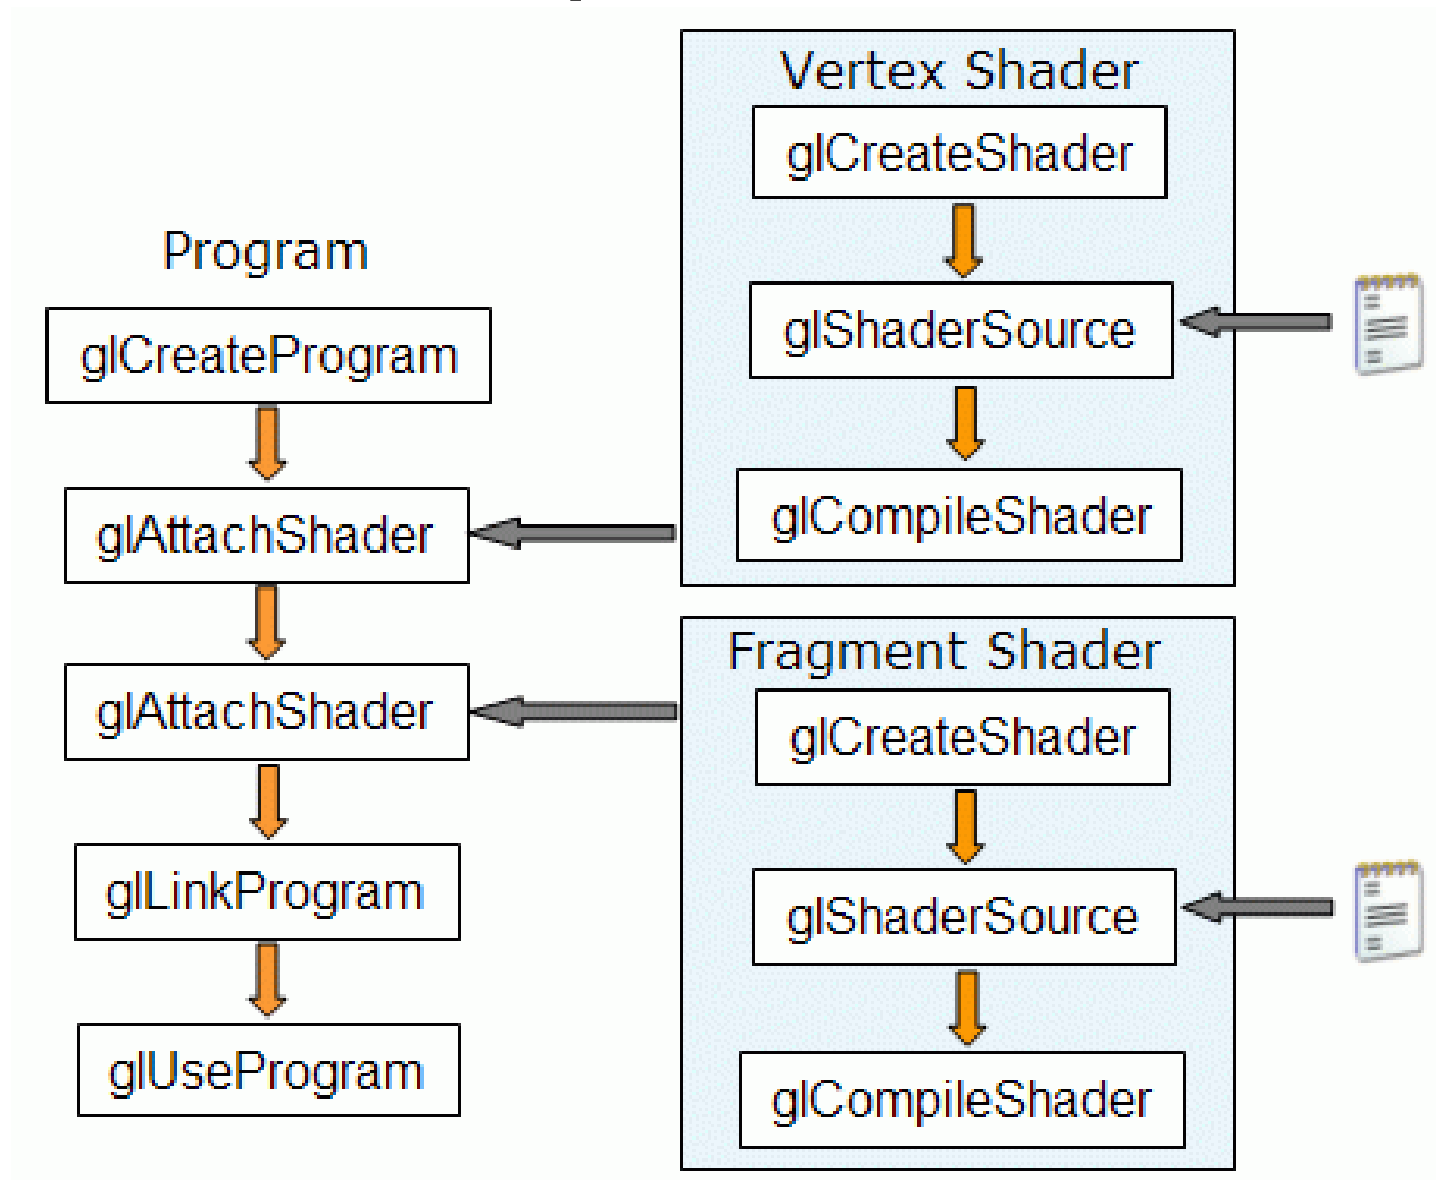 Program
glCreateProgram
glAttachShader
glAttachShader
glLinkProgram
glUseProgram
Vertex Shader
glCreateShader
glShaderSource
glCompileShader
Fragment Shader
glCreateShader
glShaderSource
glCompileShader